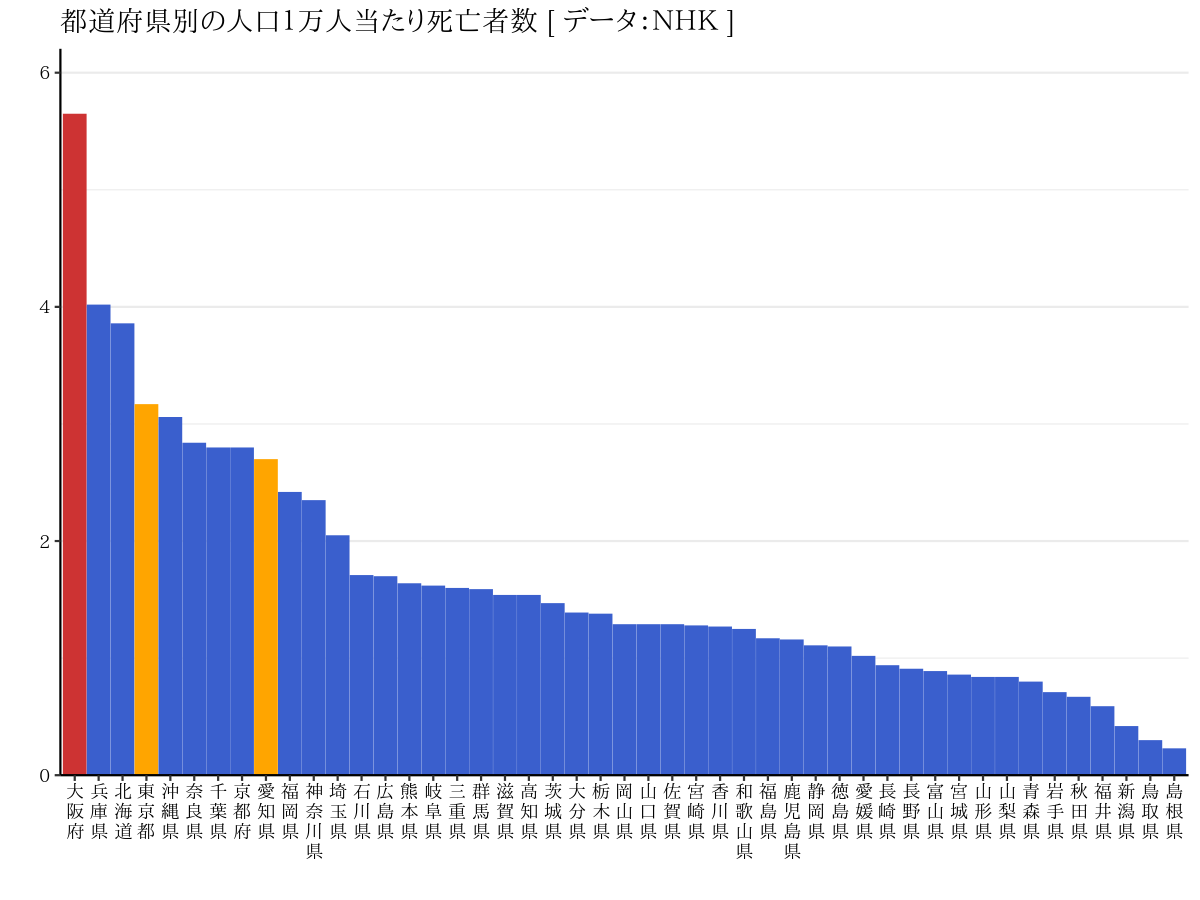 都道府県別の人口1万人当たり死亡者数 [ データ：NHK ]
6
4
2
0
大阪府
兵庫県
北海道
東京都
沖縄県
奈良県
千葉県
京都府
愛知県
福岡県
神奈川県
埼玉県
石川県
広島県
熊本県
岐阜県
三重県
群馬県
滋賀県
高知県
茨城県
大分県
栃木県
岡山県
山口県
佐賀県
宮崎県
香川県
和歌山県
福島県
鹿児島県
静岡県
徳島県
愛媛県
長崎県
長野県
富山県
宮城県
山形県
山梨県
青森県
岩手県
秋田県
福井県
新潟県
鳥取県
島根県